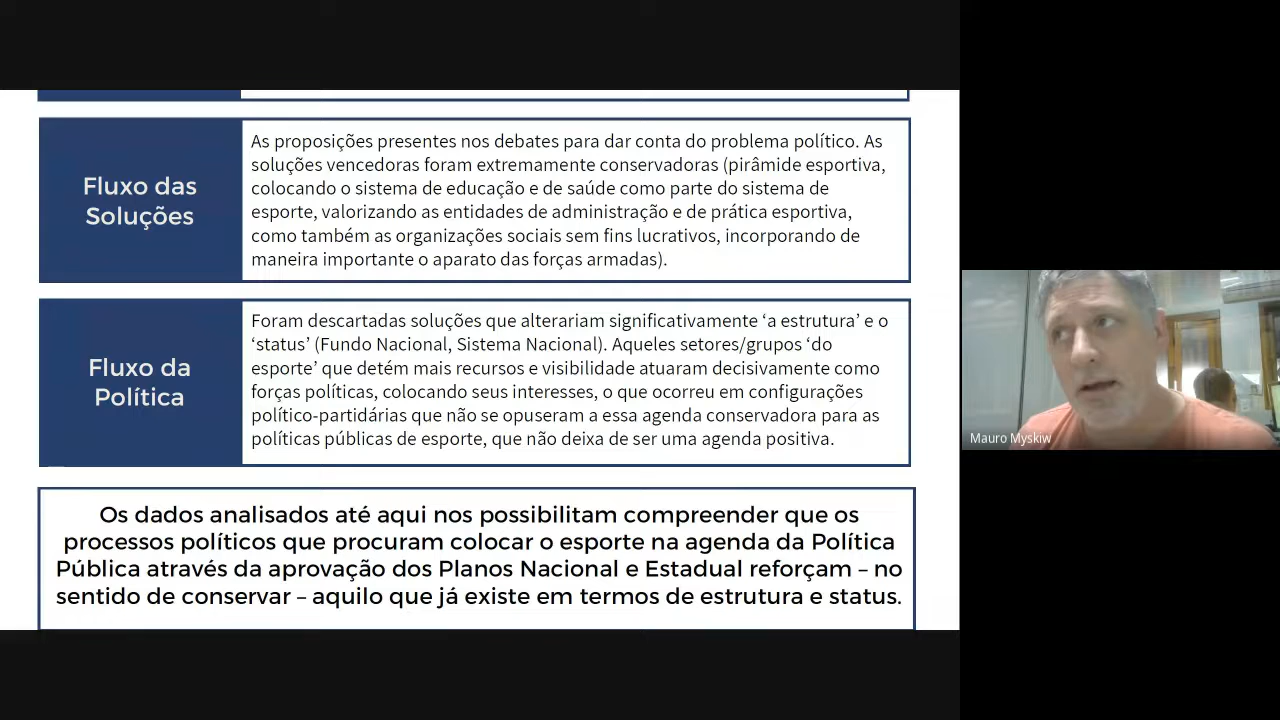 Fluxo das
Soluções
As proposições presentes nos debates para dar conta do problema político. As
soluções vencedoras foram extremamente conservadoras (pirâmide esportiva,
colocando o sistema de educação e de saúde como parte do sistema de
esporte, valorizando as entidades de administração e de prática esportiva,
como também as organizações sociais sem fins lucrativos, incorporando de
maneira importante o aparato das forças armadas).
Fluxo da
Política
Foram descartadas soluções que alterariam significativamente ‘a estrutura’ e o
‘status’ (Fundo Nacional, Sistema Nacional). Aqueles setores/grupos ‘do
esporte’ que detém mais recursos e visibilidade atuaram decisivamente como
forças políticas, colocando seus interesses, o que ocorreu em configurações
político-partidárias que não se opuseram a essa agenda conservadora para as
políticas públicas de esporte, que não deixa de ser uma agenda positiva.
Os dados analisados até aqui nos possibilitam compreender que os
processos políticos que procuram colocar o esporte na agenda da Política
Pública através da aprovação dos Planos Nacional e Estadual reforçam – no
sentido de conservar – aquilo que já existe em termos de estrutura e status.
Mauro Myskiw